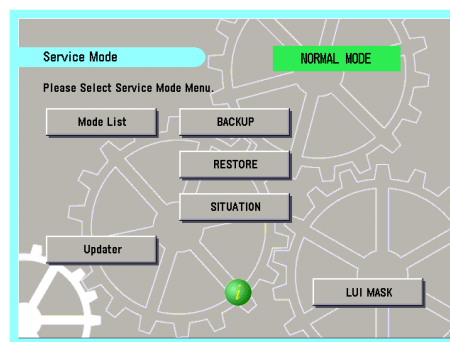 Service Mode
NORMAL MODE
Please Select Service Mode Menu.
Mode List
BACKUP
RESTORE
SITUATION
Updater
i
LUI MASK